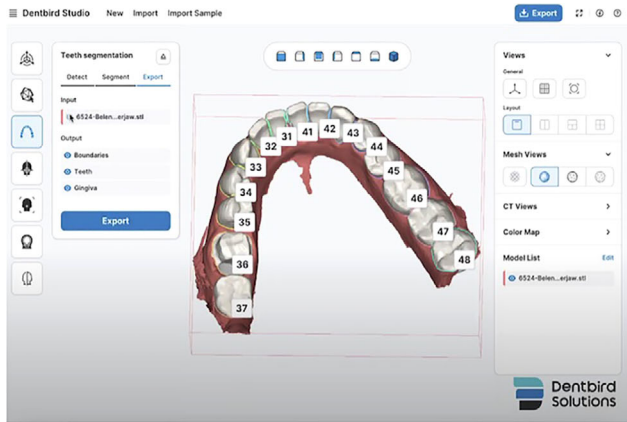 Dentbird Studio New Import Import Sample
Export
Teeth segmentation
Detect Segment Export
Input
6524-Belen...erjaw.stl
Output
Boundaries
Teeth
Gingiva
Export
31 41 42
32 43
33 44
34 45
35 46
36 47
37 48
Views
General
Layout
Mesh Views
CT Views
Color Map
Model List Edit
6524-Belen...erjaw.stl
Dentbird
Solutions